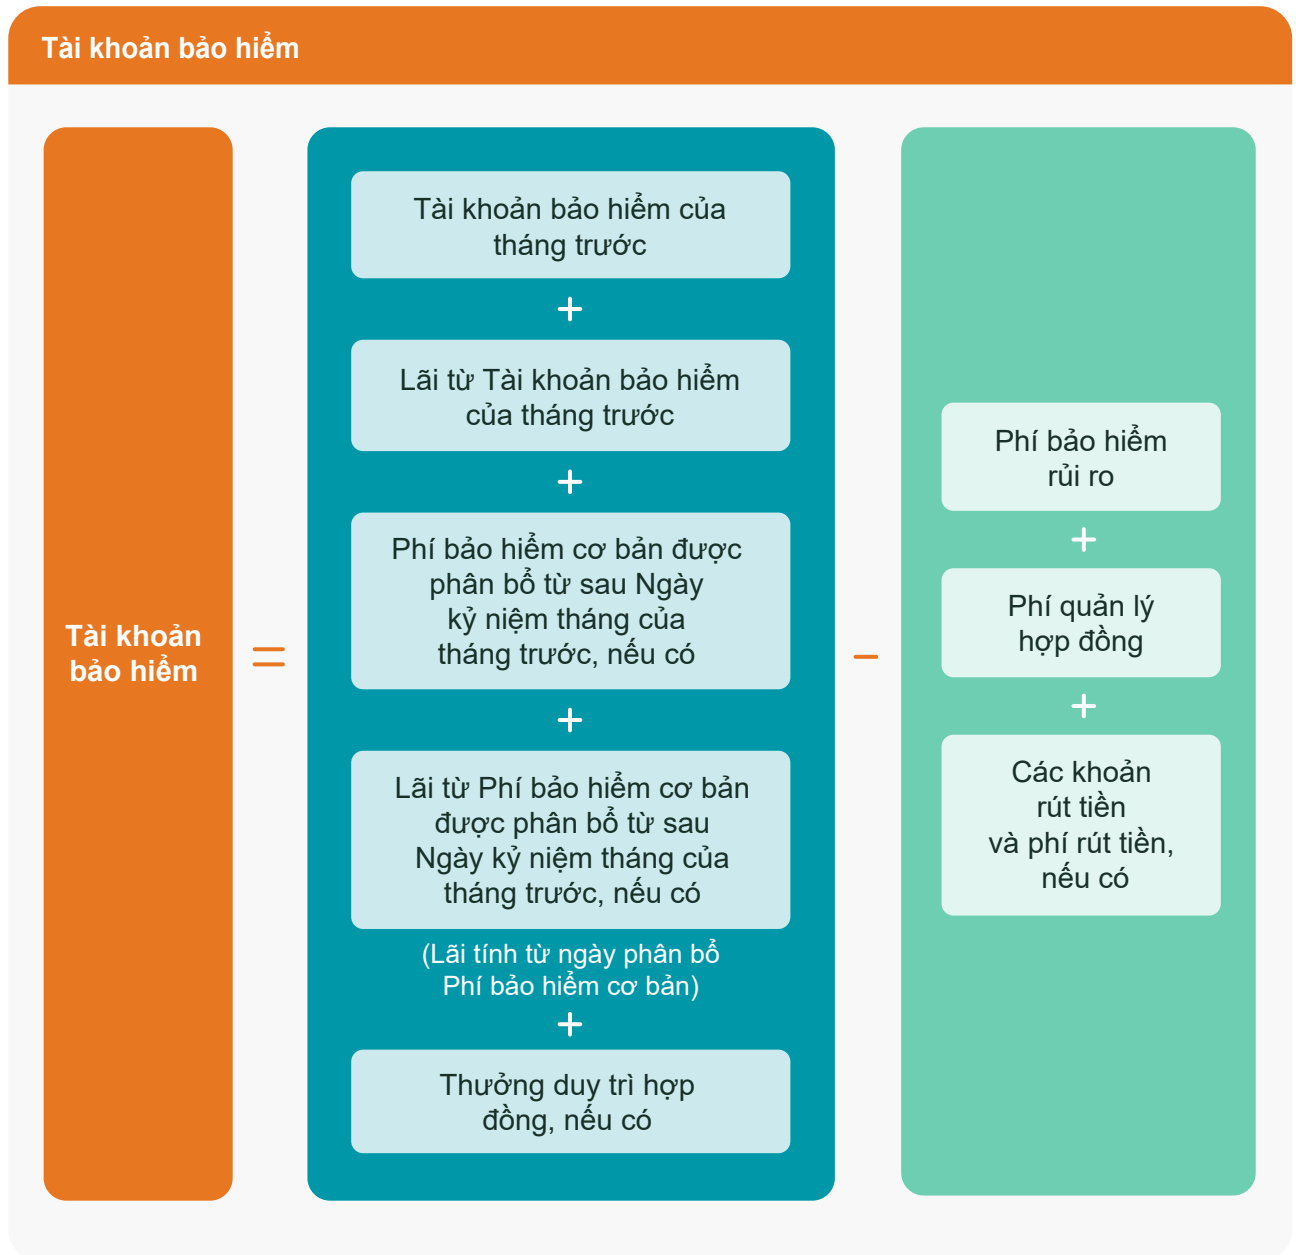 Tài khoản bảo hiểm
Tài khoản
bảo hiểm
=
Tài khoản bảo hiểm của
tháng trước
+
Lãi từ Tài khoản bảo hiểm
của tháng trước
+
Phí bảo hiểm cơ bản được
phân bổ từ sau Ngày
kỷ niệm tháng của
tháng trước, nếu có
+
Lãi từ Phí bảo hiểm cơ bản
được phân bổ từ sau
Ngày kỷ niệm tháng của
tháng trước, nếu có
(Lãi tính từ ngày phân bổ
Phí bảo hiểm cơ bản)
+
Thưởng duy trì hợp
đồng, nếu có
-
Phí bảo hiểm
rủi ro
+
Phí quản lý
hợp đồng
+
Các khoản
rút tiền
và phí rút tiền,
nếu có